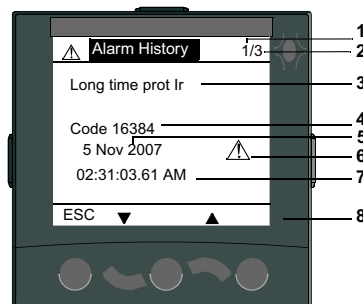 Alarm History 1/3
Long time prot Ir
Code 16384
5 Nov 2007
02:31:03.61 AM
ESC
1
2
3
4
5
6
7
8